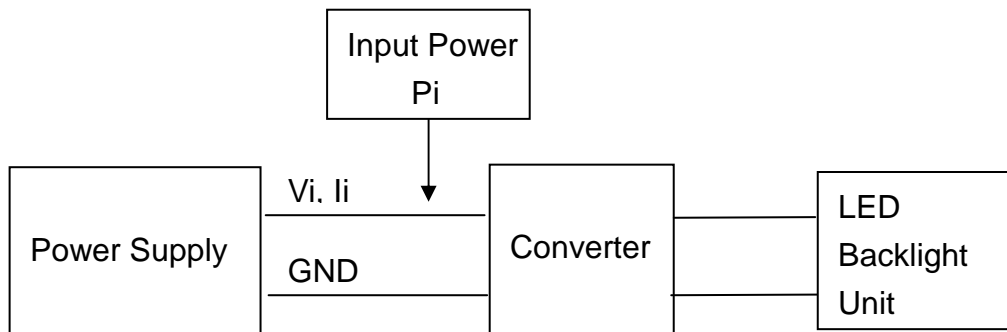 Input Power
Pi
Vi, Ii
Power Supply
GND
Converter
LED
Backlight
Unit